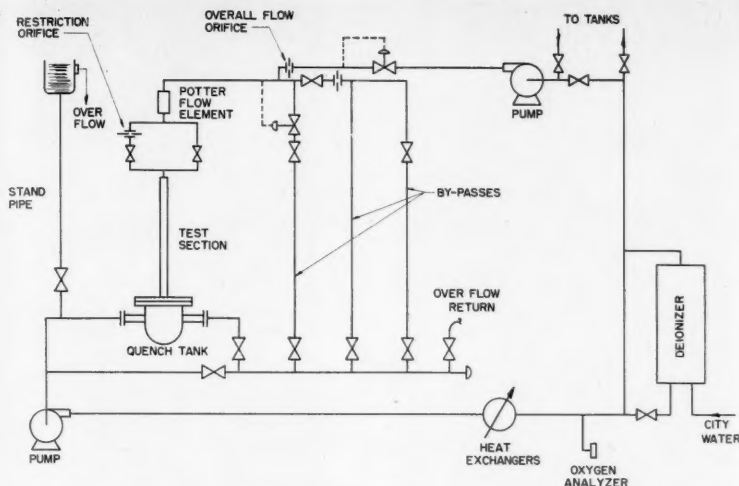 RESTRICTION
ORIFICE
OVERALL FLOW
ORIFICE
TO TANKS
OVER
FLOW
POTTER
FLOW
ELEMENT
PUMP
STAND
PIPE
BY-PASSES
TEST
SECTION
OVER FLOW
RETURN
QUENCH TANK
DEIONIZER
PUMP
HEAT
EXCHANGERS
OXYGEN
ANALYZER
CITY
WATER